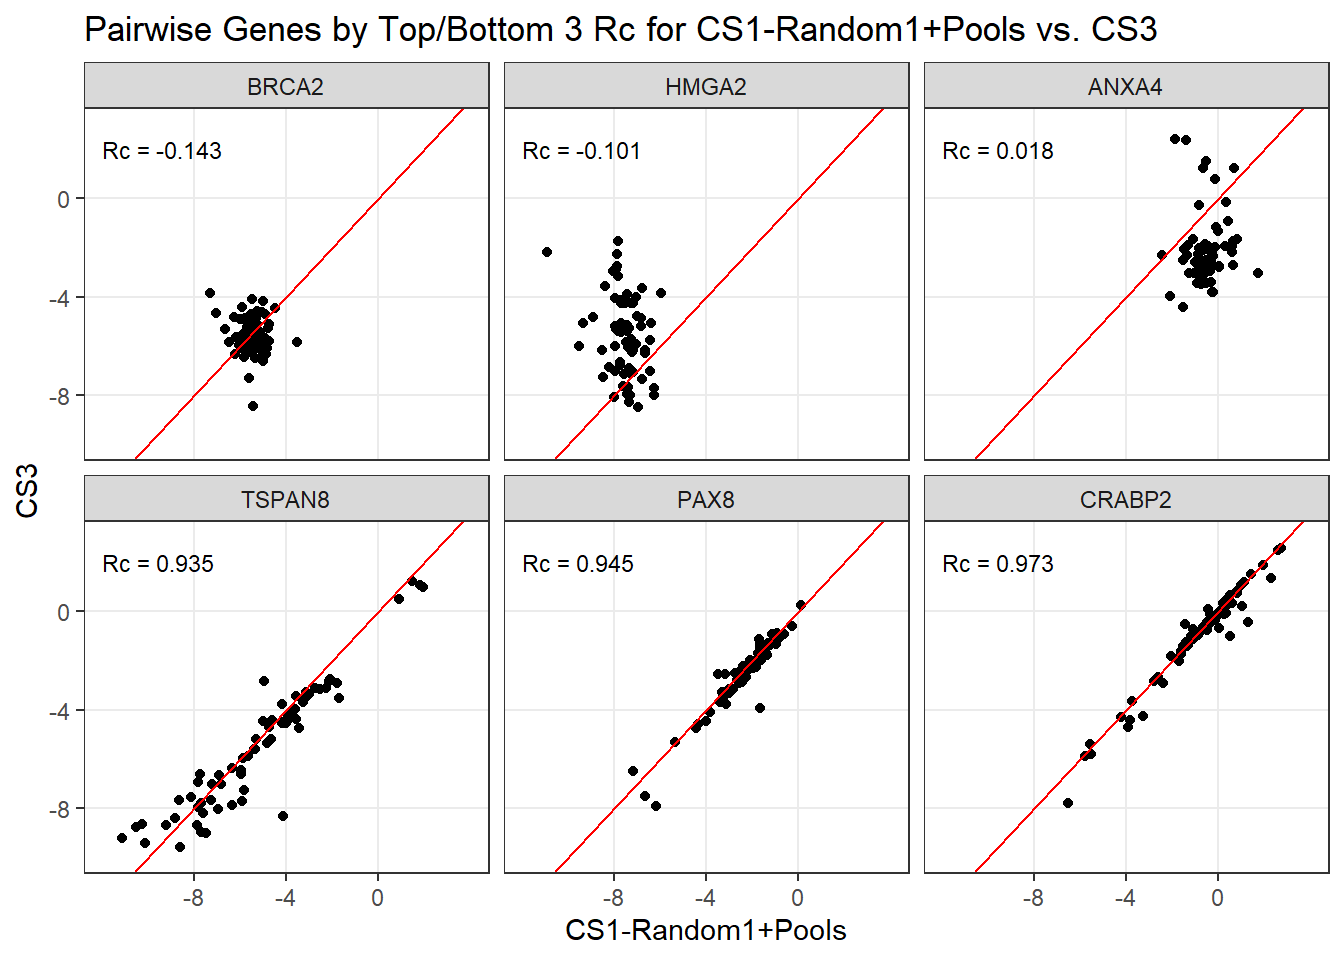 Pairwise Genes by Top/Bottom 3 Rc for CS1-Random1+Pools vs. CS3
BRCA2
HMGA2
ANXA4
Rc = -0.143
Rc = -0.101
Rc = 0.018
0
-4
-8
CS3
TSPAN8
PAX8
CRABP2
Rc = 0.935
Rc = 0.945
Rc = 0.973
0
-4
-8
-8 -4 0
-8 -4 0
-8 -4 0
CS1-Random1+Pools